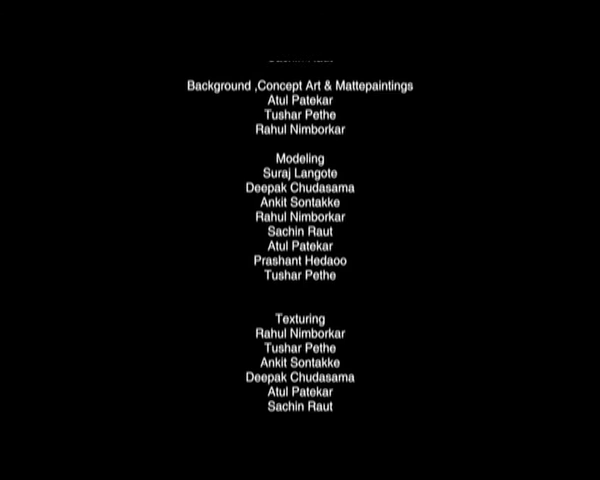 Background ,Concept Art & Mattepaintings
Atul Patekar
Tushar Pethe
Rahul Nimborkar
Modeling
Suraj Langote
Deepak Chudasama
Ankit Sontakke
Rahul Nimborkar
Sachin Raut
Atul Patekar
Prashant Hedaoo
Tushar Pethe
Texturing
Rahul Nimborkar
Tushar Pethe
Ankit Sontakke
Deepak Chudasama
Atul Patekar
Sachin Raut